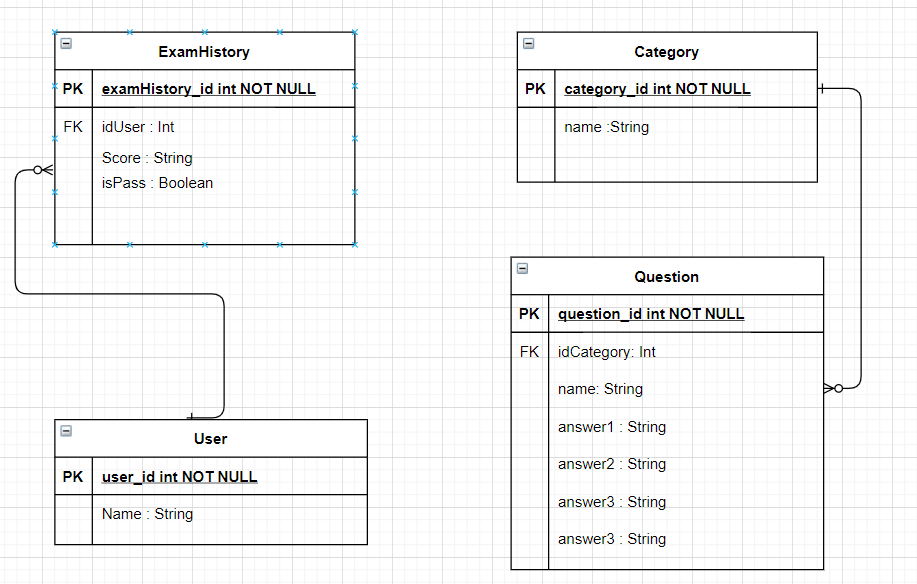 ExamHistory
PK examHistory_id int NOT NULL
FK idUser : Int
Score : String
isPass : Boolean
Category
PK category_id int NOT NULL
name :String
User
PK user_id int NOT NULL
Name : String
Question
PK question_id int NOT NULL
FK idCategory: Int
name: String
answer1 : String
answer2 : String
answer3 : String
answer3 : String